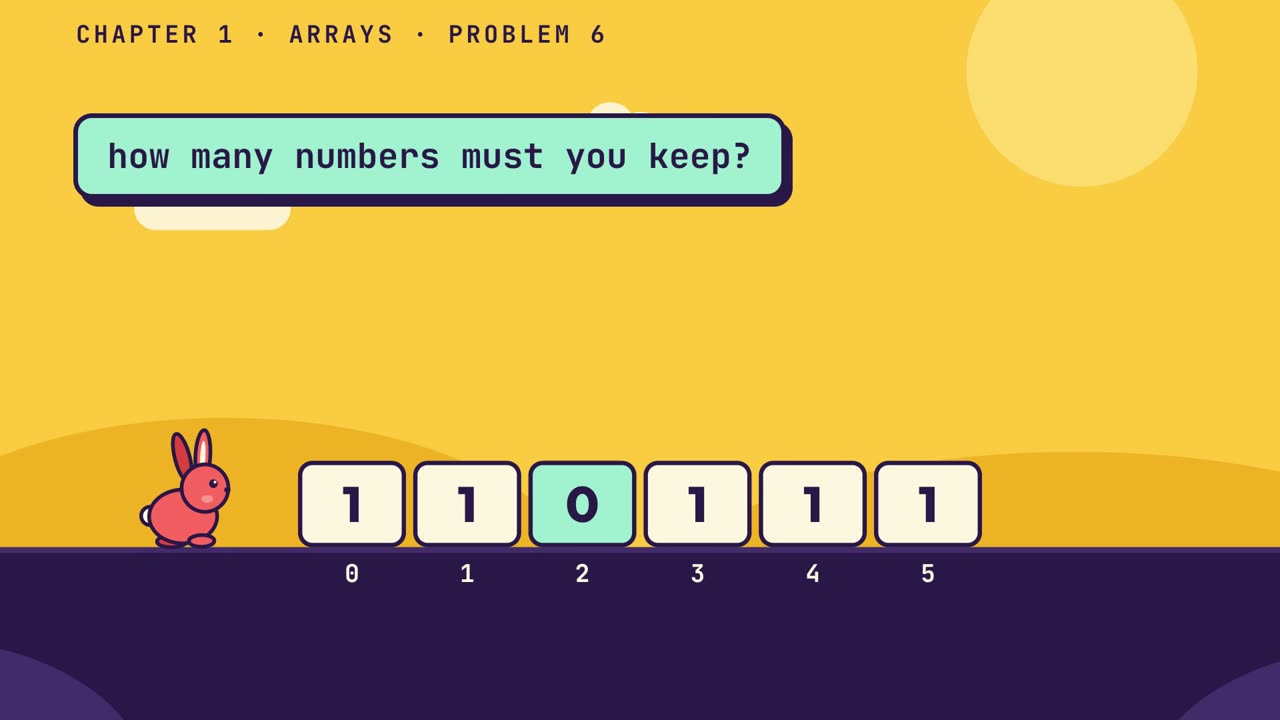 CHAPTER 1 · ARRAYS · PROBLEM 6
how many numbers must you keep?
1 1 0 1 1 1
0 1 2 3 4 5